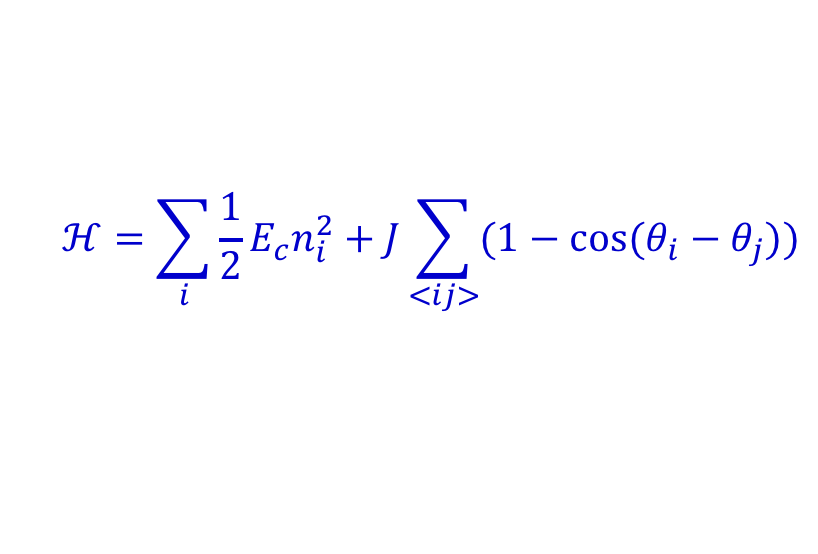 ℋ = ∑_i 1/2 E_c n_i^2 + J ∑_{<ij>} (1 − cos(θ_i − θ_j))